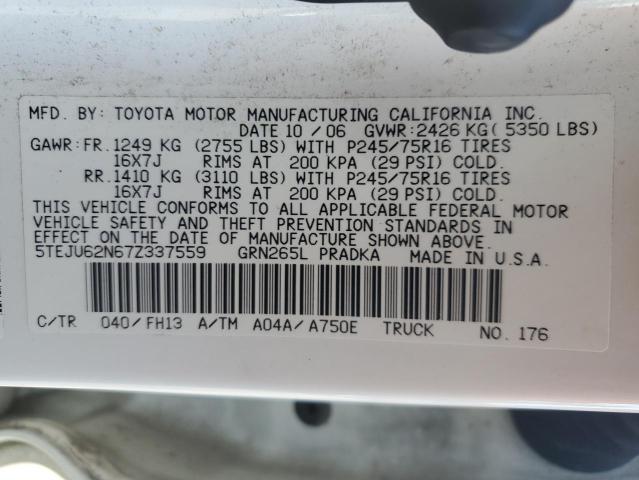 MFD. BY: TOYOTA MOTOR MANUFACTURING CALIFORNIA INC.
DATE 10 / 06 GVWR: 2426 KG ( 5350 LBS)
GAWR: FR. 1249 KG (2755 LBS) WITH P245/75R16 TIRES
16X7J RIMS AT 200 KPA (29 PSI) COLD.
RR. 1410 KG (3110 LBS) WITH P245/75R16 TIRES
16X7J RIMS AT 200 KPA (29 PSI) COLD.
THIS VEHICLE CONFORMS TO ALL APPLICABLE FEDERAL MOTOR
VEHICLE SAFETY AND THEFT PREVENTION STANDARDS IN
EFFECT ON THE DATE OF MANUFACTURE SHOWN ABOVE.
5TEJU62N67Z337559 GRN265L PRADKA MADE IN U.S.A.
C/TR 040/FH13 A/TM A04A/A750E TRUCK NO. 176